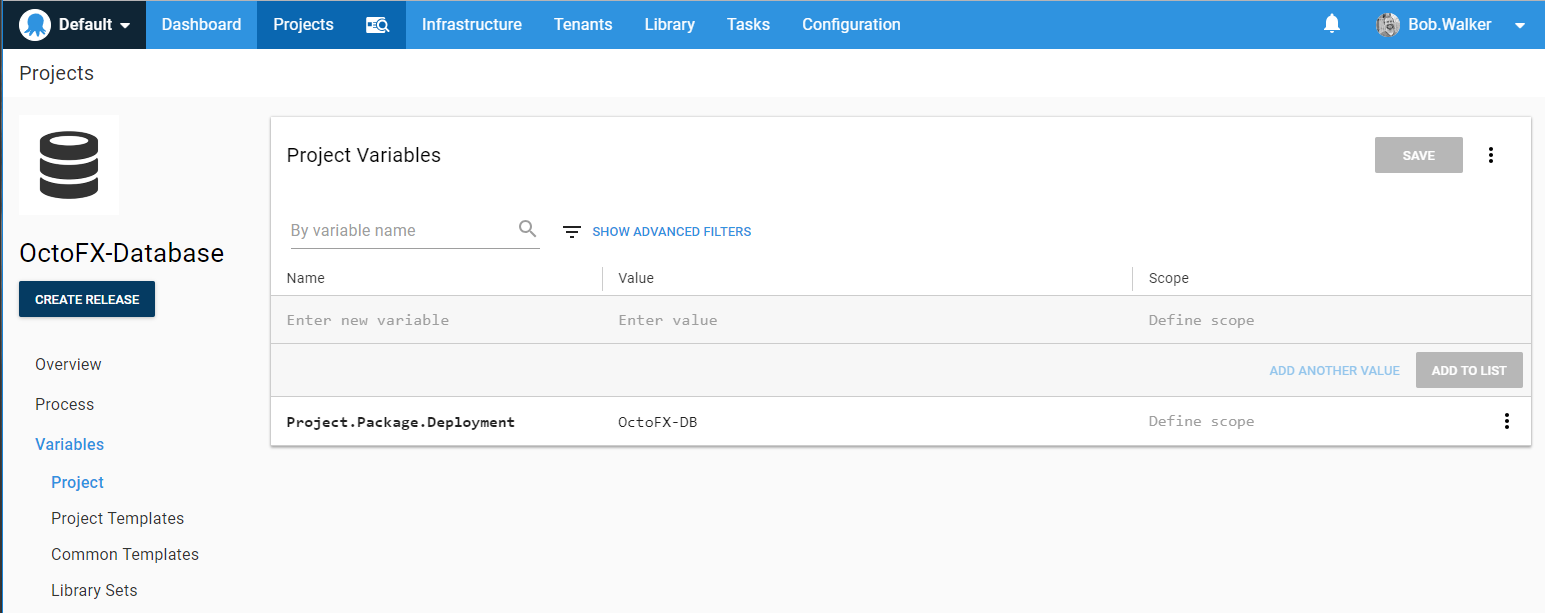 Default Dashboard Projects Infrastructure Tenants Library Tasks Configuration Bob.Walker
Projects
Project Variables SAVE
By variable name SHOW ADVANCED FILTERS
OctoFX-Database
CREATE RELEASE
Name Value Scope
Enter new variable Enter value Define scope
ADD ANOTHER VALUE ADD TO LIST
Project.Package.Deployment OctoFX-DB Define scope
Overview
Process
Variables
Project
Project Templates
Common Templates
Library Sets